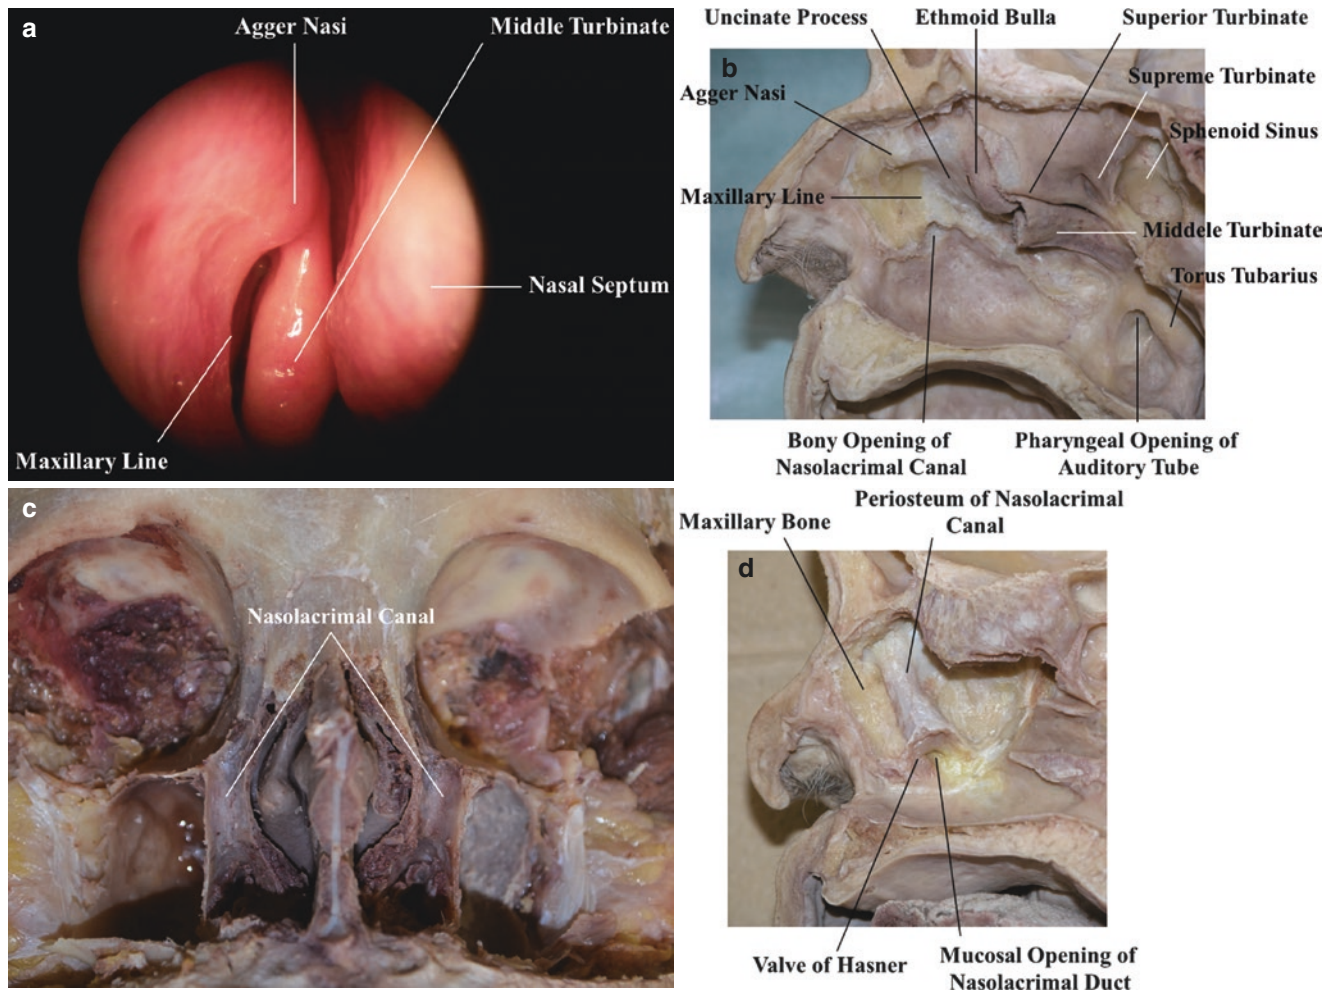 a
Agger Nasi
Middle Turbinate
Nasal Septum
Maxillary Line
Uncinate Process
Ethmoid Bulla
Superior Turbinate
b
Supreme Turbinate
Agger Nasi
Sphenoid Sinus
Maxillary Line
Middele Turbinate
Torus Tubarius
Bony Opening of
Nasolacrimal Canal
Pharyngeal Opening of
Auditory Tube
c
Nasolacrimal Canal
Periosteum of Nasolacrimal
Canal
Maxillary Bone
d
Valve of Hasner
Mucosal Opening of
Nasolacrimal Duct